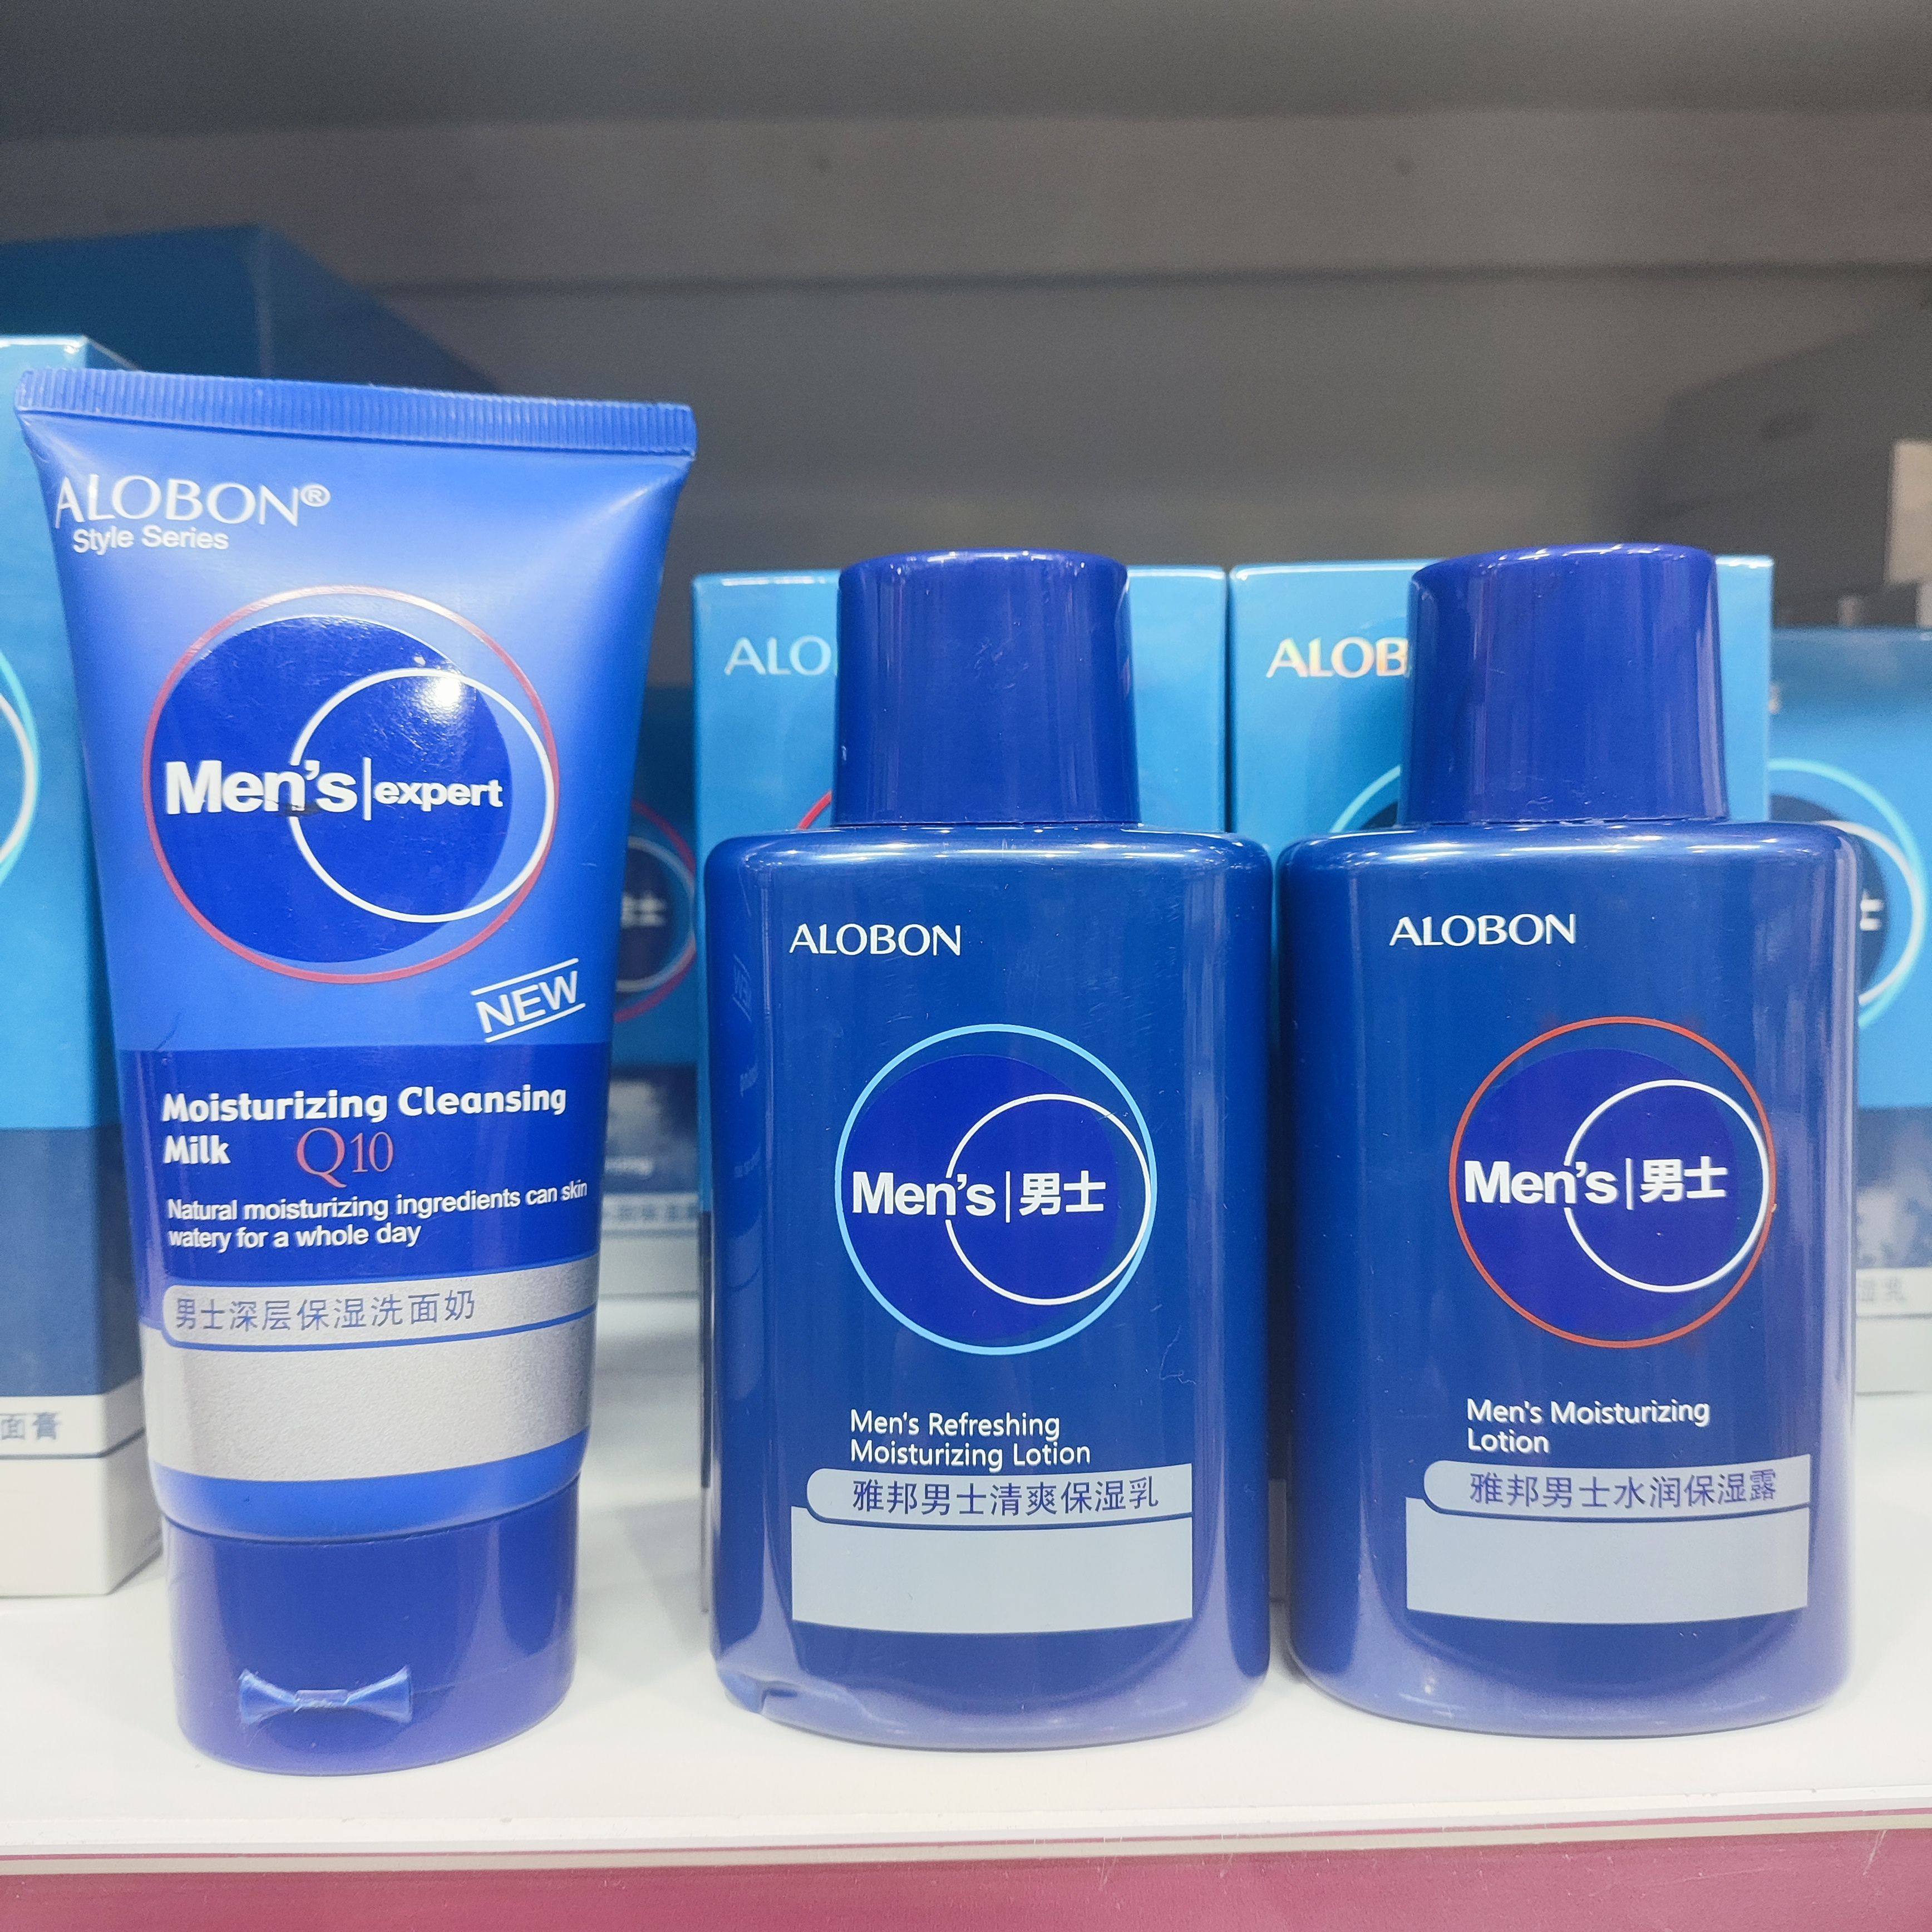 ALOBON®
Style Series
Men's|expert
NEW
Moisturizing Cleansing
Milk Q10
Natural moisturizing ingredients can skin
watery for a whole day
男士深层保湿洗面奶
ALOBON
Men's|男士
Men's Refreshing
Moisturizing Lotion
雅邦男士清爽保湿乳
ALOBON
Men's|男士
Men's Moisturizing
Lotion
雅邦男士水润保湿露
ALO
ALOB
面膏